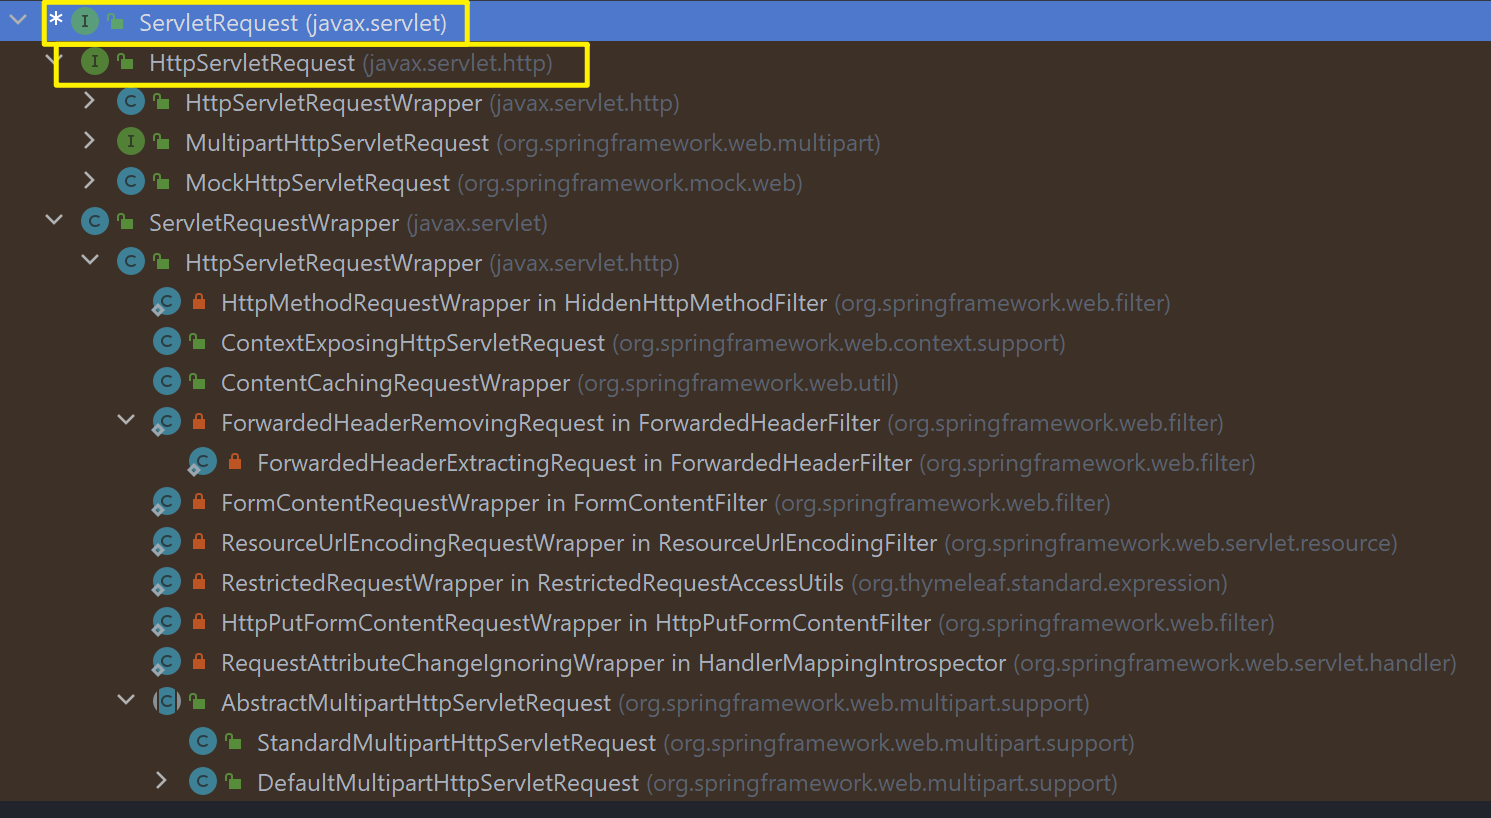 * I ServletRequest (javax.servlet)
I HttpServletRequest (javax.servlet.http)
C HttpServletRequestWrapper (javax.servlet.http)
I MultipartHttpServletRequest (org.springframework.web.multipart)
C MockHttpServletRequest (org.springframework.mock.web)
C ServletRequestWrapper (javax.servlet)
C HttpServletRequestWrapper (javax.servlet.http)
C HttpMethodRequestWrapper in HiddenHttpMethodFilter (org.springframework.web.filter)
C ContextExposingHttpServletRequest (org.springframework.web.context.support)
C ContentCachingRequestWrapper (org.springframework.web.util)
C ForwardedHeaderRemovingRequest in ForwardedHeaderFilter (org.springframework.web.filter)
C ForwardedHeaderExtractingRequest in ForwardedHeaderFilter (org.springframework.web.filter)
C FormContentRequestWrapper in FormContentFilter (org.springframework.web.filter)
C ResourceUrlEncodingRequestWrapper in ResourceUrlEncodingFilter (org.springframework.web.servlet.resource)
C RestrictedRequestWrapper in RestrictedRequestAccessUtils (org.thymeleaf.standard.expression)
C HttpPutFormContentRequestWrapper in HttpPutFormContentFilter (org.springframework.web.filter)
C RequestAttributeChangeIgnoringWrapper in HandlerMappingIntrospector (org.springframework.web.servlet.handler)
C AbstractMultipartHttpServletRequest (org.springframework.web.multipart.support)
C StandardMultipartHttpServletRequest (org.springframework.web.multipart.support)
C DefaultMultipartHttpServletRequest (org.springframework.web.multipart.support)